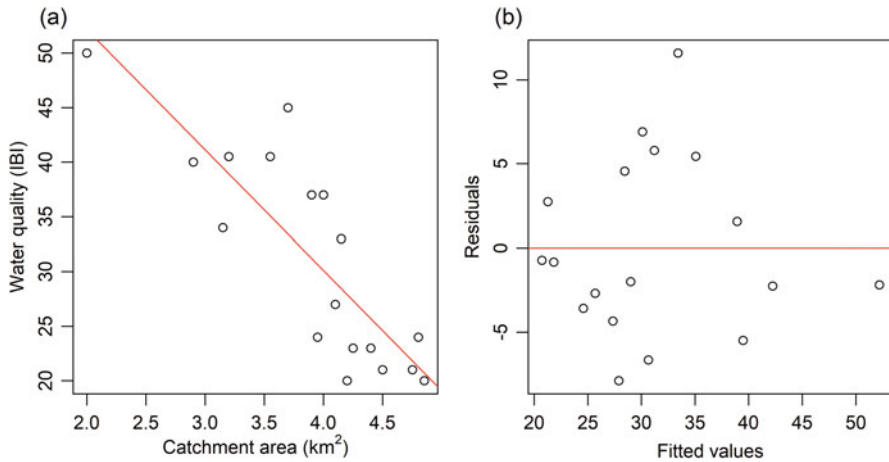 (a)
50
45
40
35
30
25
20
Water quality (IBI)
2.0 2.5 3.0 3.5 4.0 4.5
Catchment area (km²)
(b)
10
5
0
-5
Residuals
20 25 30 35 40 45 50
Fitted values